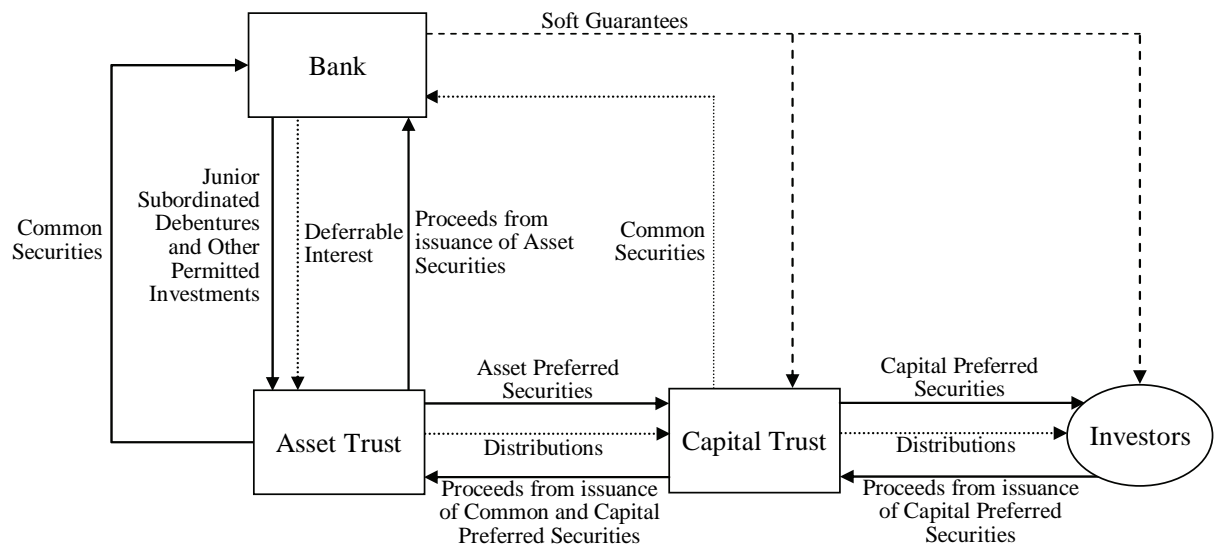 Soft Guarantees
Bank
Common
Securities
Junior
Subordinated
Debentures
and Other
Permitted
Investments
Deferrable
Interest
Proceeds from
issuance of Asset
Securities
Common
Securities
Asset Preferred
Securities
Capital Preferred
Securities
Asset Trust
Distributions
Capital Trust
Distributions
Investors
Proceeds from issuance
of Common and Capital
Preferred Securities
Proceeds from issuance
of Capital Preferred
Securities